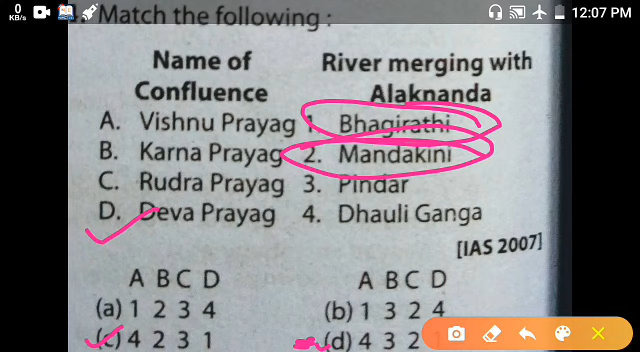 0
KB/s
12:07 PM
Match the following :
Name of River merging with
Confluence Alaknanda
A. Vishnu Prayag 1. Bhagirathi
B. Karna Prayag 2. Mandakini
C. Rudra Prayag 3. Pindar
D. Deva Prayag 4. Dhauli Ganga
[IAS 2007]
A B C D A B C D
(a) 1 2 3 4 (b) 1 3 2 4
(c) 4 2 3 1 (d) 4 3 2